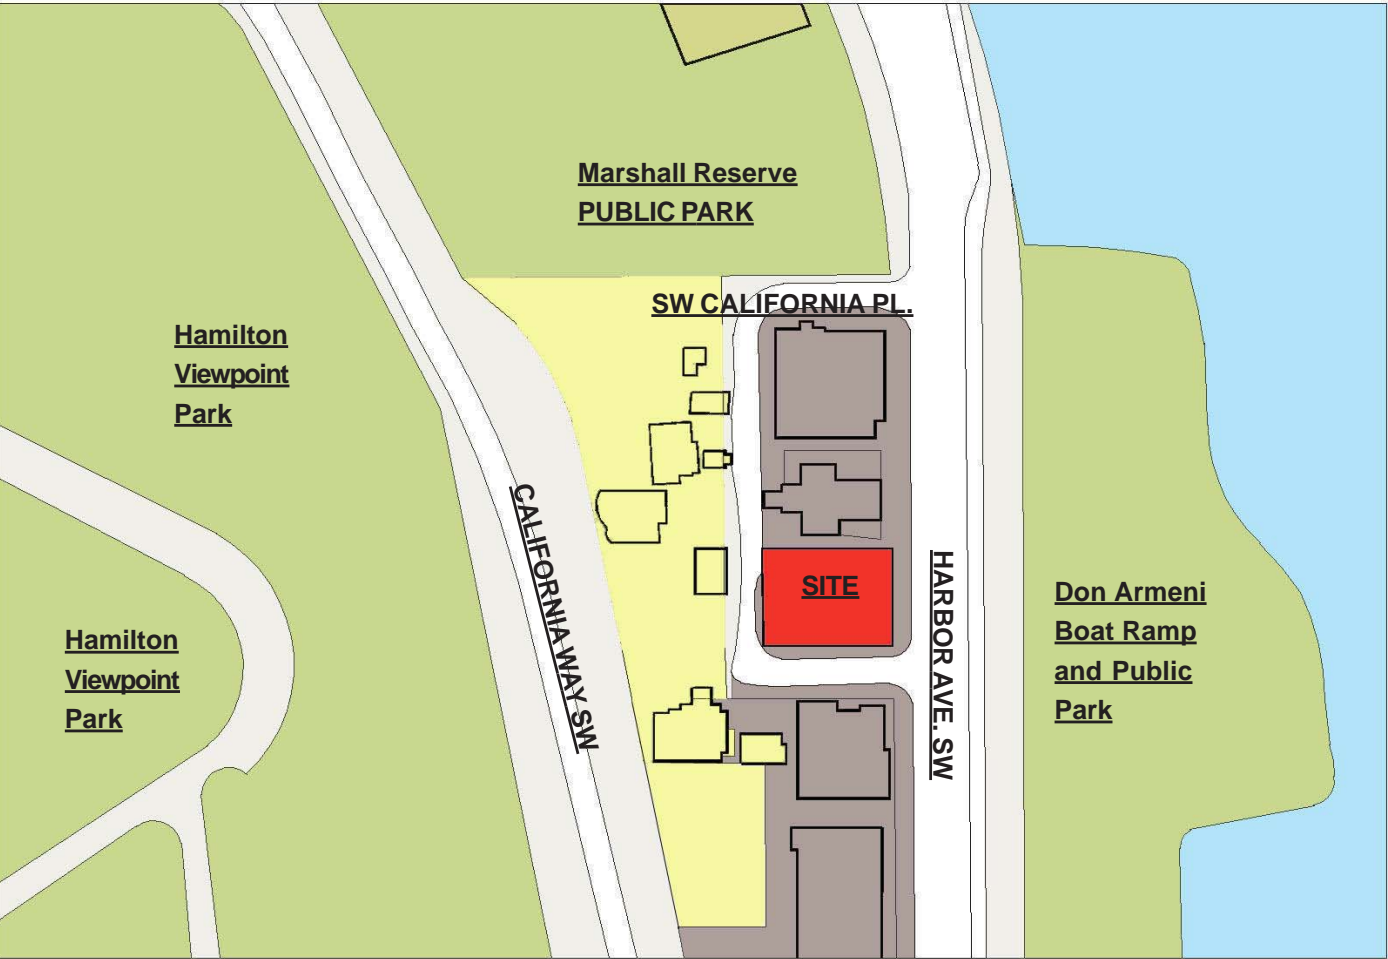 Marshall Reserve
PUBLIC PARK
SW CALIFORNIA PL.
Hamilton
Viewpoint
Park
CALIFORNIA WAY SW
HARBOR AVE. SW
SITE
Don Armeni
Boat Ramp
and Public
Park
Hamilton
Viewpoint
Park